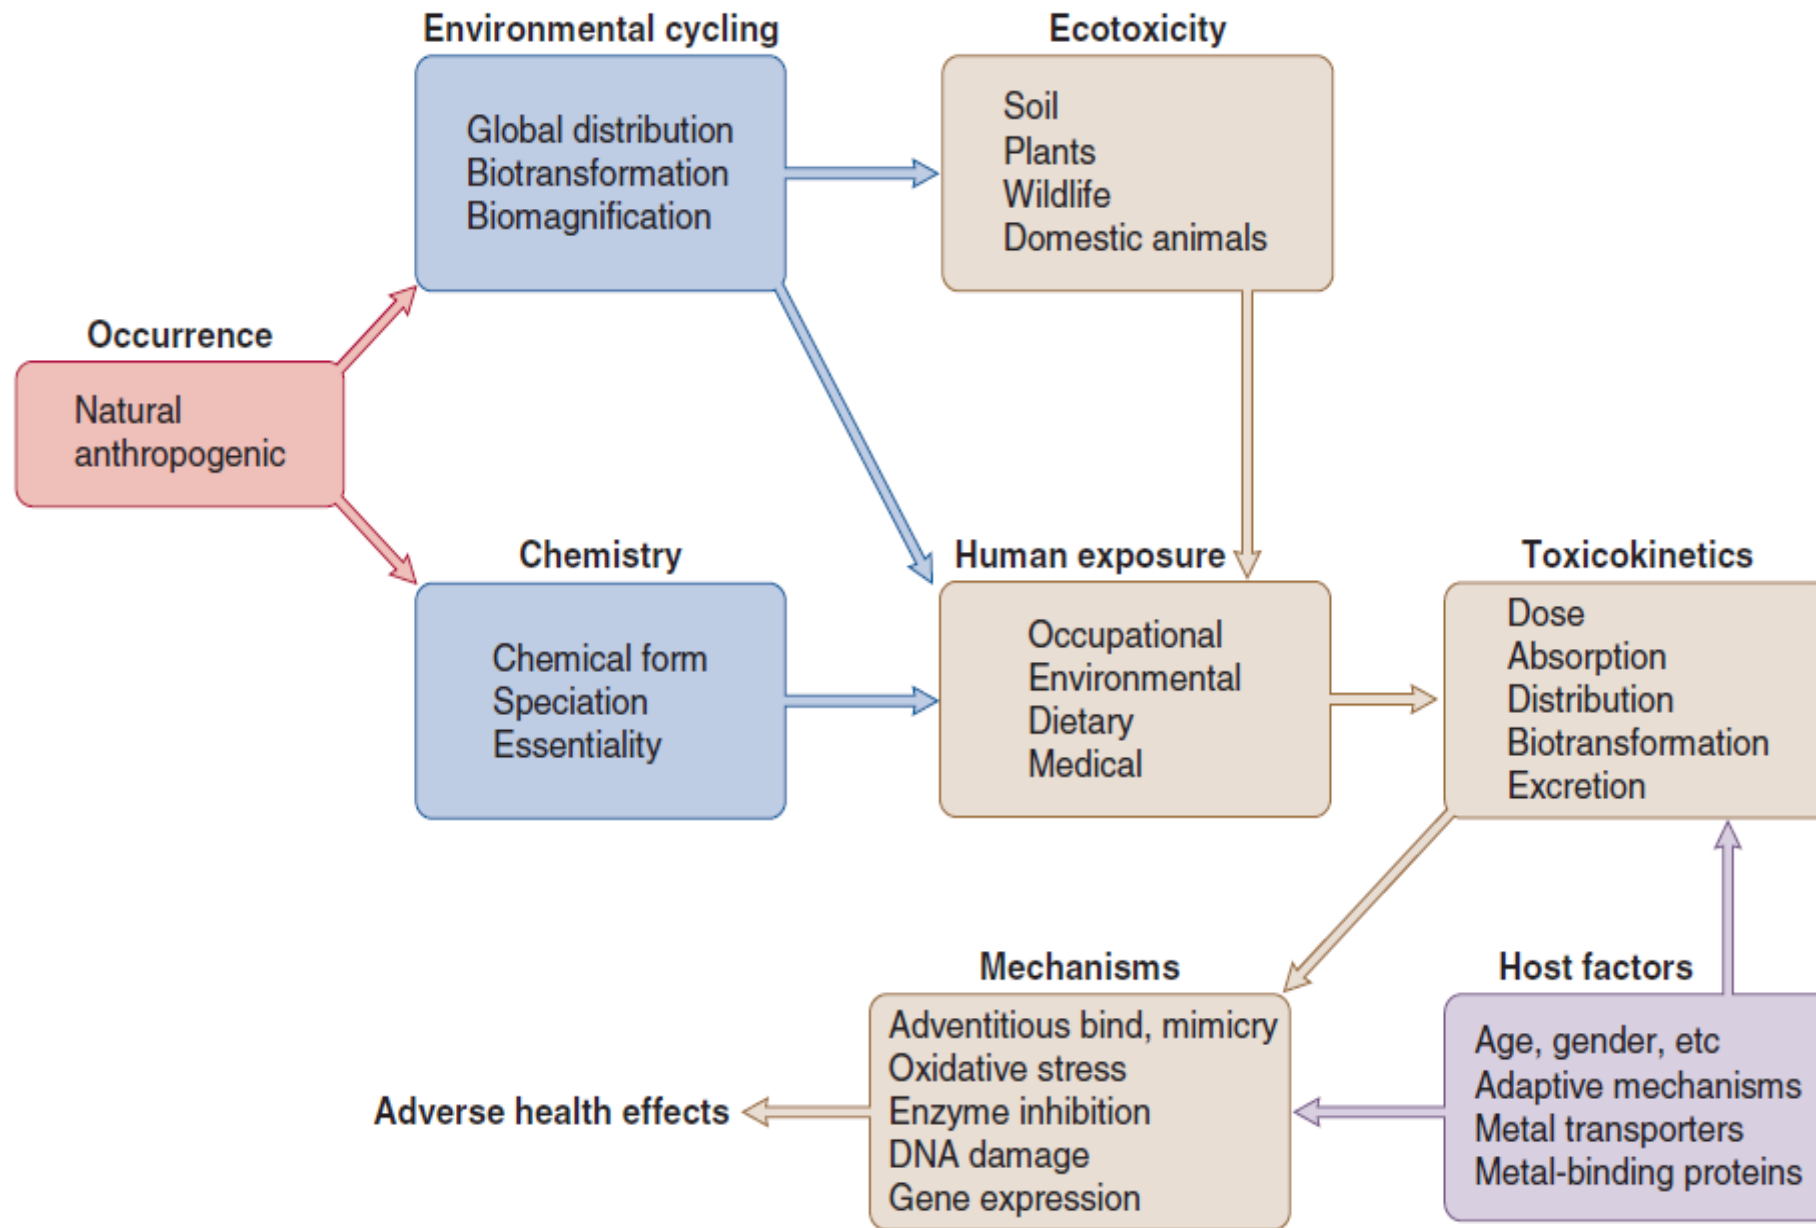 Environmental cycling
Global distribution
Biotransformation
Biomagnification
Ecotoxicity
Soil
Plants
Wildlife
Domestic animals
Occurrence
Natural
anthropogenic
Chemistry
Chemical form
Speciation
Essentiality
Human exposure
Occupational
Environmental
Dietary
Medical
Toxicokinetics
Dose
Absorption
Distribution
Biotransformation
Excretion
Mechanisms
Adventitious bind, mimicry
Oxidative stress
Enzyme inhibition
DNA damage
Gene expression
Host factors
Age, gender, etc
Adaptive mechanisms
Metal transporters
Metal-binding proteins
Adverse health effects